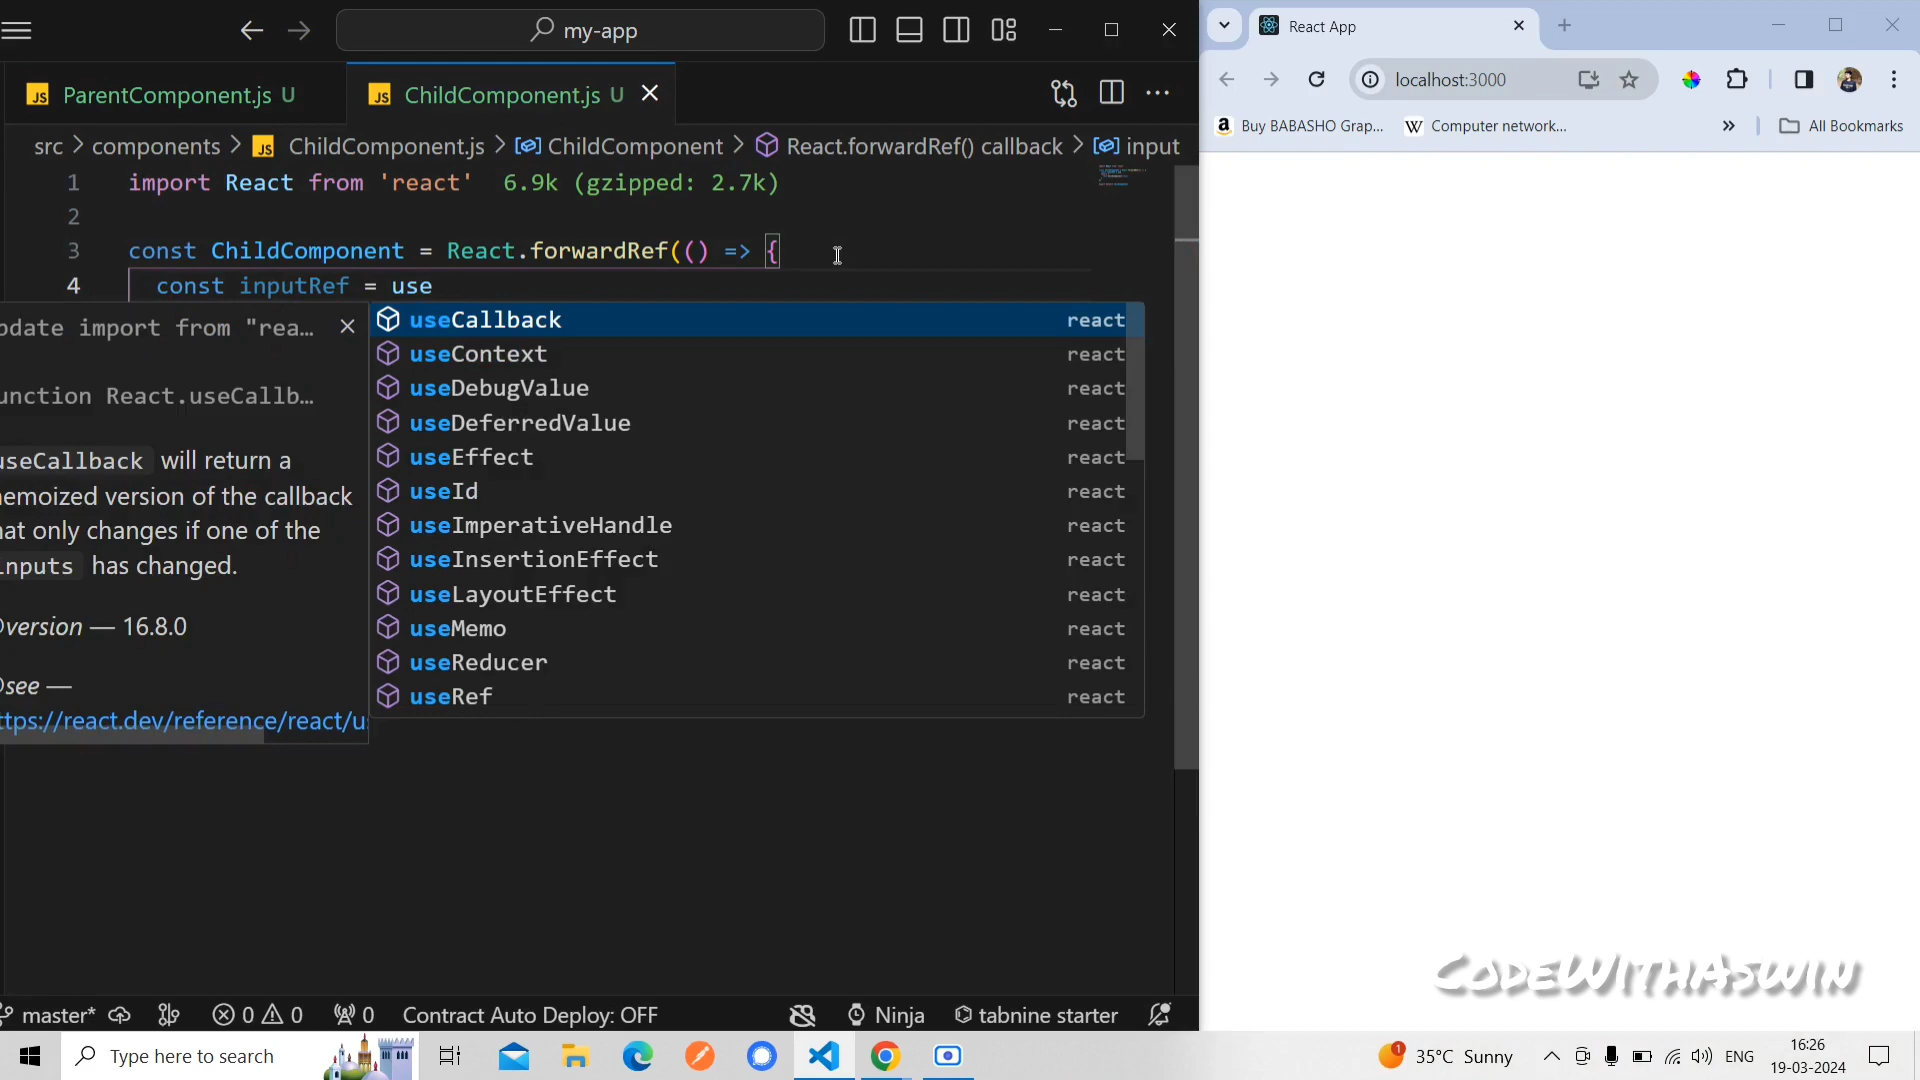 my-app
ParentComponent.js U
ChildComponent.js U
src > components > ChildComponent.js > ChildComponent > React.forwardRef() callback > input
1 import React from 'react' 6.9k (gzipped: 2.7k)
2
3 const ChildComponent = React.forwardRef(() => {
4 const inputRef = use
pdate import from "rea…
unction React.useCallb…
useCallback will return a
memoized version of the callback
hat only changes if one of the
inputs has changed.
@version — 16.8.0
@see —
ttps://react.dev/reference/react/u
useCallback react
useContext react
useDebugValue react
useDeferredValue react
useEffect react
useId react
useImperativeHandle react
useInsertionEffect react
useLayoutEffect react
useMemo react
useReducer react
useRef react
master* 0 0 0 Contract Auto Deploy: OFF Ninja tabnine starter
React App
localhost:3000
Buy BABASHO Grap... Computer network... » All Bookmarks
CodeWithAswin
Type here to search
1 35°C Sunny ENG 16:26
19-03-2024